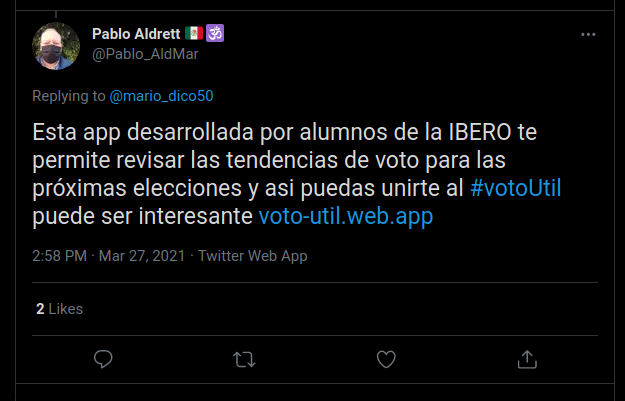 Pablo Aldrett 🇲🇽🕉️
@Pablo_AldMar
Replying to @mario_dico50
Esta app desarrollada por alumnos de la IBERO te
permite revisar las tendencias de voto para las
próximas elecciones y asi puedas unirte al #votoUtil
puede ser interesante voto-util.web.app
2:58 PM · Mar 27, 2021 · Twitter Web App
2 Likes